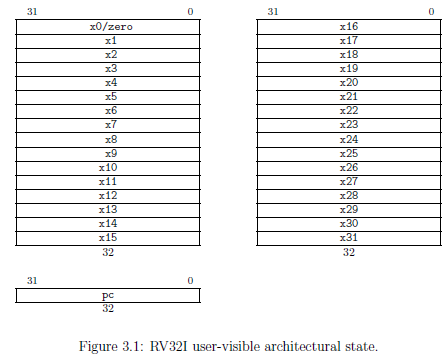 31 0
x0/zero
x1
x2
x3
x4
x5
x6
x7
x8
x9
x10
x11
x12
x13
x14
x15
32
31 0
x16
x17
x18
x19
x20
x21
x22
x23
x24
x25
x26
x27
x28
x29
x30
x31
32
31 0
pc
32
Figure 3.1: RV32I user-visible architectural state.